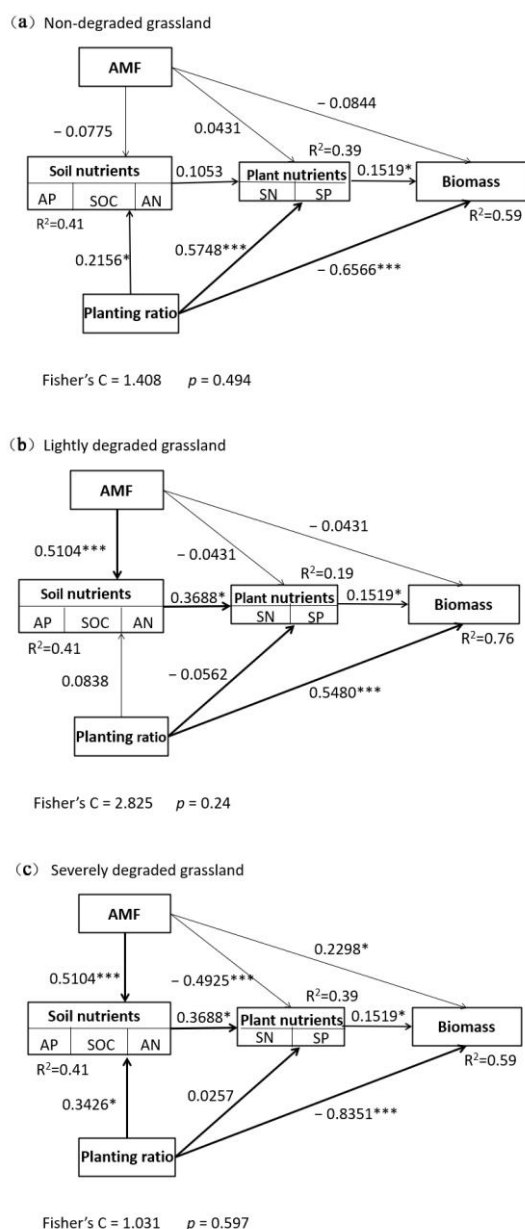 （a） Non-degraded grassland
AMF
− 0.0844
− 0.0775
0.0431
R²=0.39
Soil nutrients
0.1053
Plant nutrients
0.1519*
Biomass
AP SOC AN
SN SP
R²=0.41
R²=0.59
0.2156*
0.5748***
− 0.6566***
Planting ratio
Fisher's C = 1.408 p = 0.494
（b） Lightly degraded grassland
AMF
− 0.0431
0.5104***
− 0.0431
R²=0.19
Soil nutrients
0.3688*
Plant nutrients
0.1519*
Biomass
AP SOC AN
SN SP
R²=0.41
R²=0.76
0.0838
− 0.0562
0.5480***
Planting ratio
Fisher's C = 2.825 p = 0.24
（c） Severely degraded grassland
AMF
0.2298*
0.5104***
− 0.4925***
R²=0.39
Soil nutrients
0.3688*
Plant nutrients
0.1519*
Biomass
AP SOC AN
SN SP
R²=0.41
R²=0.59
0.3426*
0.0257
− 0.8351***
Planting ratio
Fisher's C = 1.031 p = 0.597